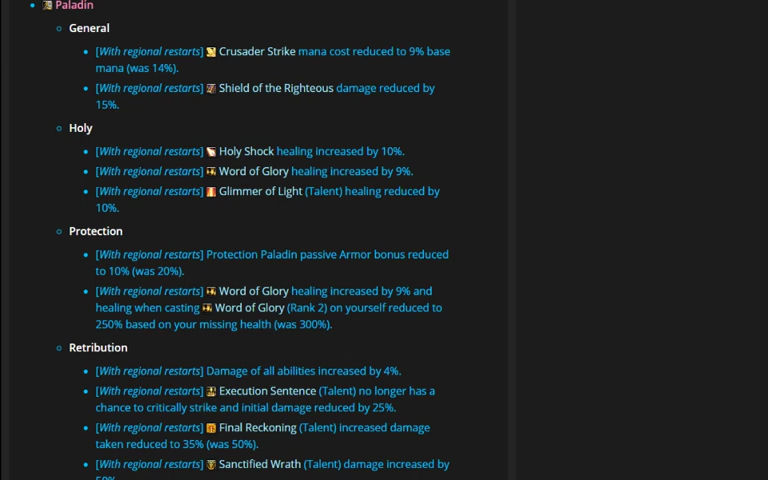 Paladin
General
[With regional restarts] Crusader Strike mana cost reduced to 9% base
mana (was 14%).
[With regional restarts] Shield of the Righteous damage reduced by
15%.
Holy
[With regional restarts] Holy Shock healing increased by 10%.
[With regional restarts] Word of Glory healing increased by 9%.
[With regional restarts] Glimmer of Light (Talent) healing reduced by
10%.
Protection
[With regional restarts] Protection Paladin passive Armor bonus reduced
to 10% (was 20%).
[With regional restarts] Word of Glory healing increased by 9% and
healing when casting Word of Glory (Rank 2) on yourself reduced to
250% based on your missing health (was 300%).
Retribution
[With regional restarts] Damage of all abilities increased by 4%.
[With regional restarts] Execution Sentence (Talent) no longer has a
chance to critically strike and initial damage reduced by 25%.
[With regional restarts] Final Reckoning (Talent) increased damage
taken reduced to 35% (was 50%).
[With regional restarts] Sanctified Wrath (Talent) damage increased by